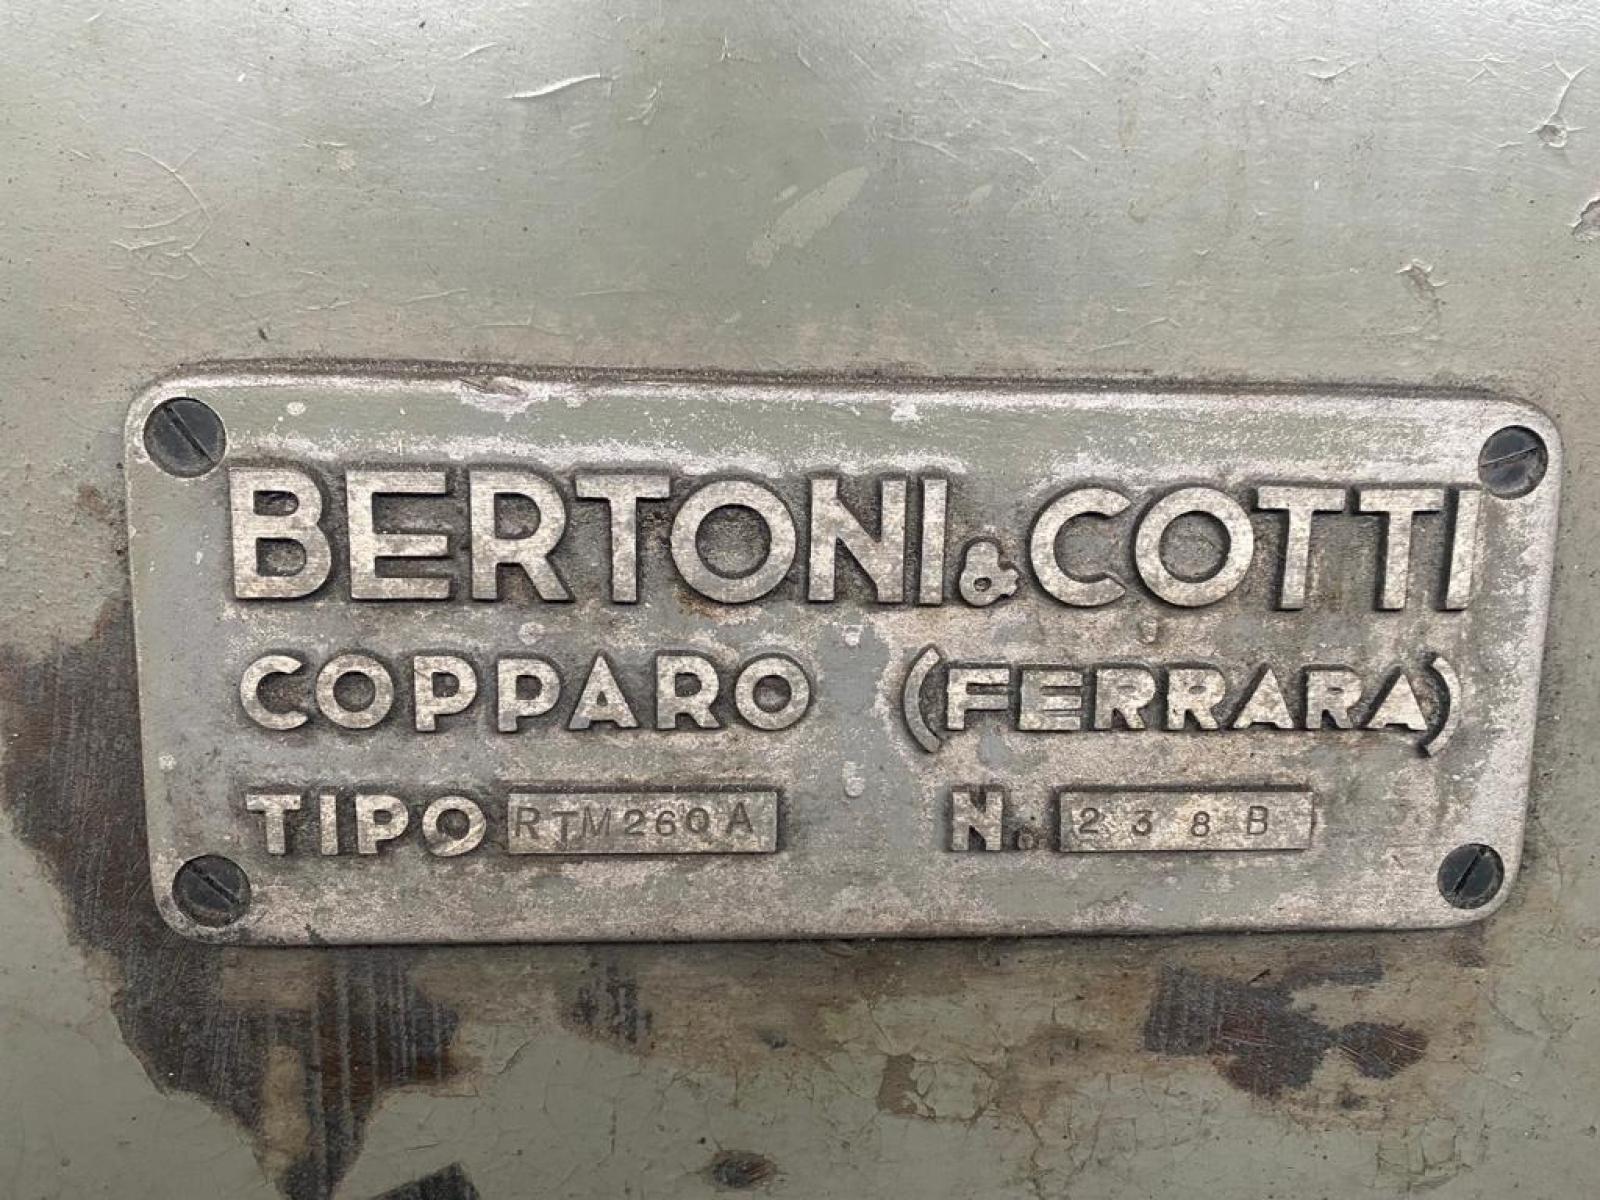 BERTONI & COTTI
COPPARO (FERRARA)
TIPO RTM260A N. 238B